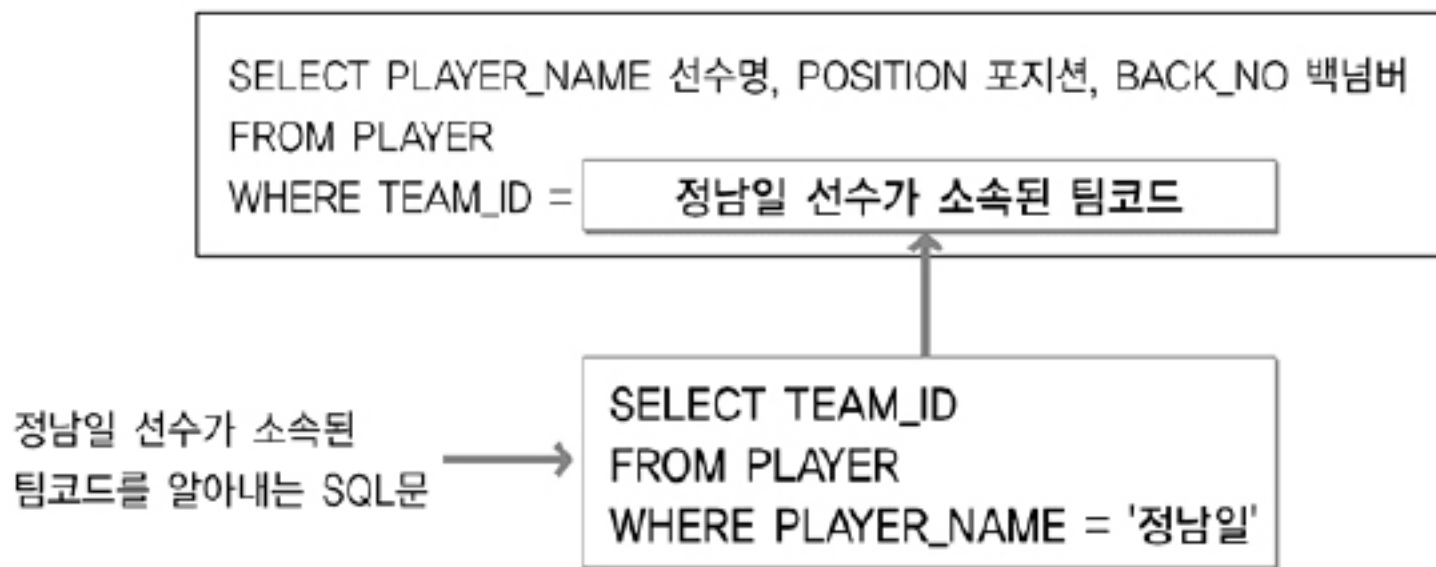 SELECT PLAYER_NAME 선수명, POSITION 포지션, BACK_NO 백넘버
FROM PLAYER
WHERE TEAM_ID = 정남일 선수가 소속된 팀코드
정남일 선수가 소속된
팀코드를 알아내는 SQL문
SELECT TEAM_ID
FROM PLAYER
WHERE PLAYER_NAME = '정남일'